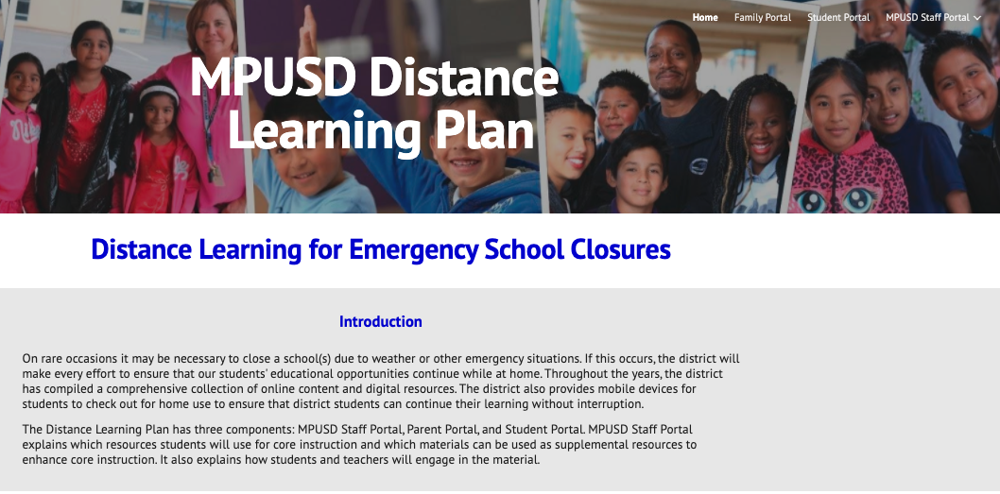 Home Family Portal Student Portal MPUSD Staff Portal
MPUSD Distance
Learning Plan
Distance Learning for Emergency School Closures
Introduction
On rare occasions it may be necessary to close a school(s) due to weather or other emergency situations. If this occurs, the district will
make every effort to ensure that our students' educational opportunities continue while at home. Throughout the years, the district
has compiled a comprehensive collection of online content and digital resources. The district also provides mobile devices for
students to check out for home use to ensure that district students can continue their learning without interruption.
The Distance Learning Plan has three components: MPUSD Staff Portal, Parent Portal, and Student Portal. MPUSD Staff Portal
explains which resources students will use for core instruction and which materials can be used as supplemental resources to
enhance core instruction. It also explains how students and teachers will engage in the material.